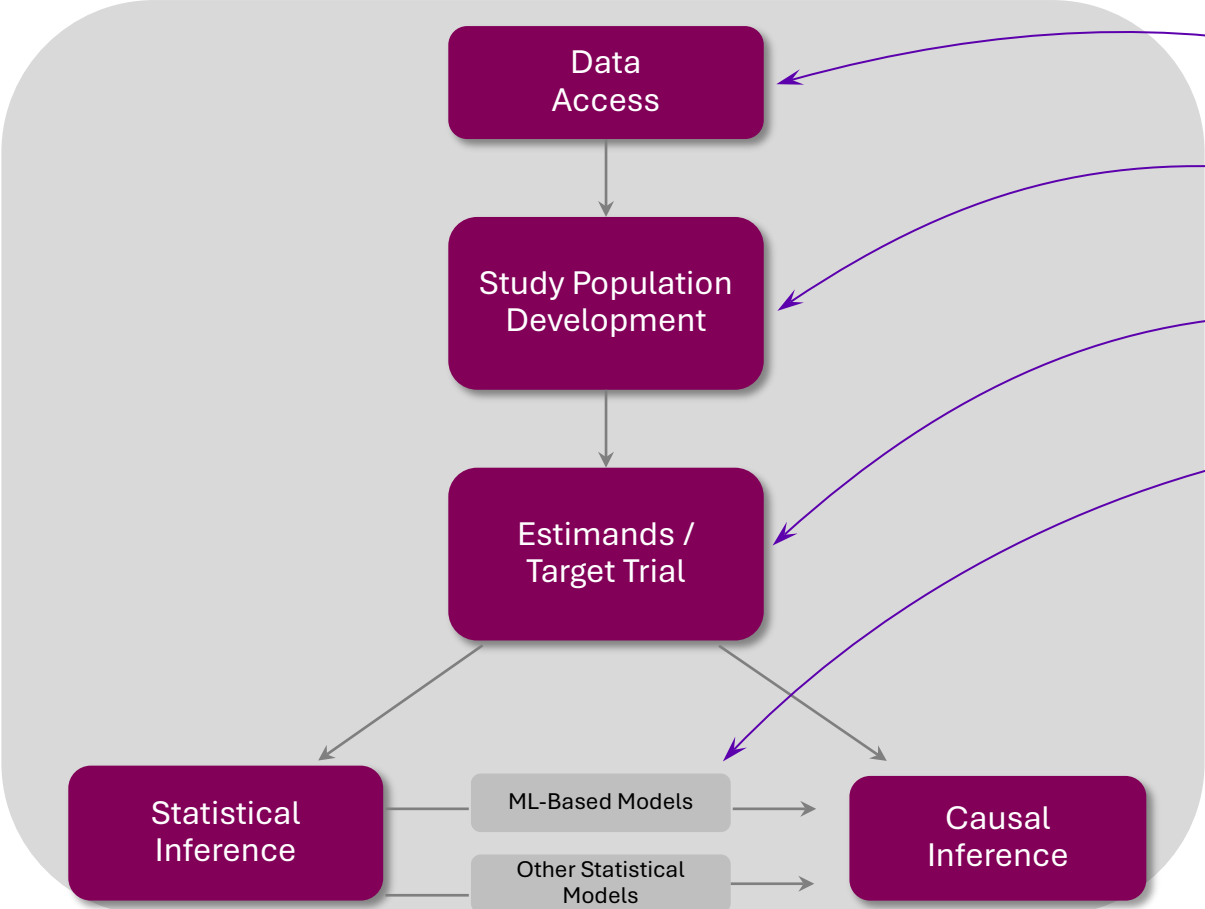 Data
Access
Study Population
Development
Estimands /
Target Trial
Statistical
Inference
ML-Based Models
Other Statistical
Models
Causal
Inference